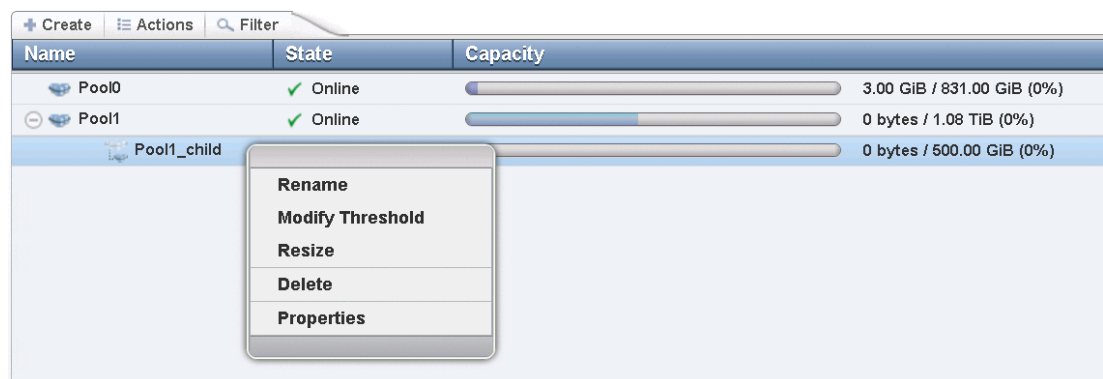 Create Actions Filter
Name State Capacity
Pool0 Online 3.00 GiB / 831.00 GiB (0%)
Pool1 Online 0 bytes / 1.08 TiB (0%)
Pool1_child 0 bytes / 500.00 GiB (0%)
Rename
Modify Threshold
Resize
Delete
Properties